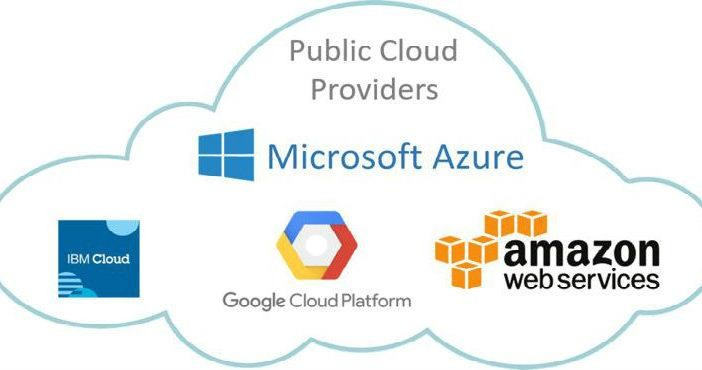 Public Cloud
Providers
Microsoft Azure
IBM Cloud
Google Cloud Platform
amazon
web services